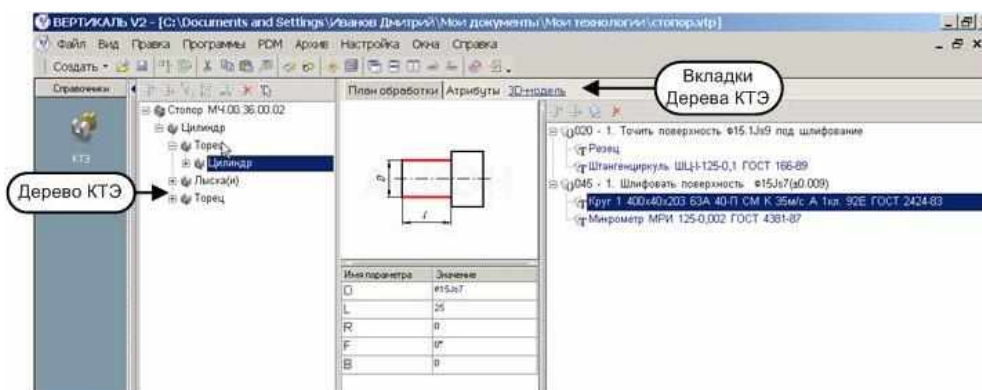 ВЕРТИКАЛЬ V2 - [C:\Documents and Settings\Иванов Дмитрий\Мои документы\Мои технологии\стопор.vtp]
Файл Вид Правка Программы PDM Архив Настройка Окна Справка
Создать
Справочники
КТЭ
План обработки Атрибуты 3D-модель
Вкладки
Дерева КТЭ
Дерево КТЭ
Стопор МЧ.00.36.00.02
Цилиндр
Торец
Цилиндр
Лыска(и)
Торец
D
l
Имя параметра Значение
D ø15Js7
L 25
R 0
F 0°
B 0
020 - 1. Точить поверхность ø15.1Js9 под шлифование
Резец
Штангенциркуль ШЦ-I-125-0,1 ГОСТ 166-89
045 - 1. Шлифовать поверхность ø15Js7(±0.009)
Круг 1 400x40x203 63А 40-П СМ К 35м/с А 1кл. 92Е ГОСТ 2424-83
Микрометр МРИ 125-0,002 ГОСТ 4381-87